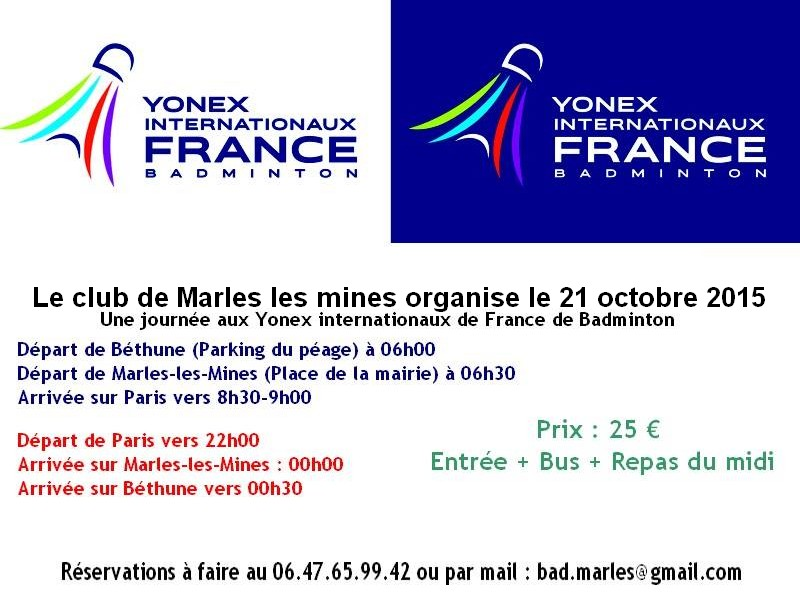 YONEX
INTERNATIONAUX
FRANCE
BADMINTON
YONEX
INTERNATIONAUX
FRANCE
BADMINTON
Le club de Marles les mines organise le 21 octobre 2015
Une journée aux Yonex internationaux de France de Badminton
Départ de Béthune (Parking du péage) à 06h00
Départ de Marles-les-Mines (Place de la mairie) à 06h30
Arrivée sur Paris vers 8h30-9h00
Départ de Paris vers 22h00
Arrivée sur Marles-les-Mines : 00h00
Arrivée sur Béthune vers 00h30
Prix : 25 €
Entrée + Bus + Repas du midi
Réservations à faire au 06.47.65.99.42 ou par mail : bad.marles@gmail.com